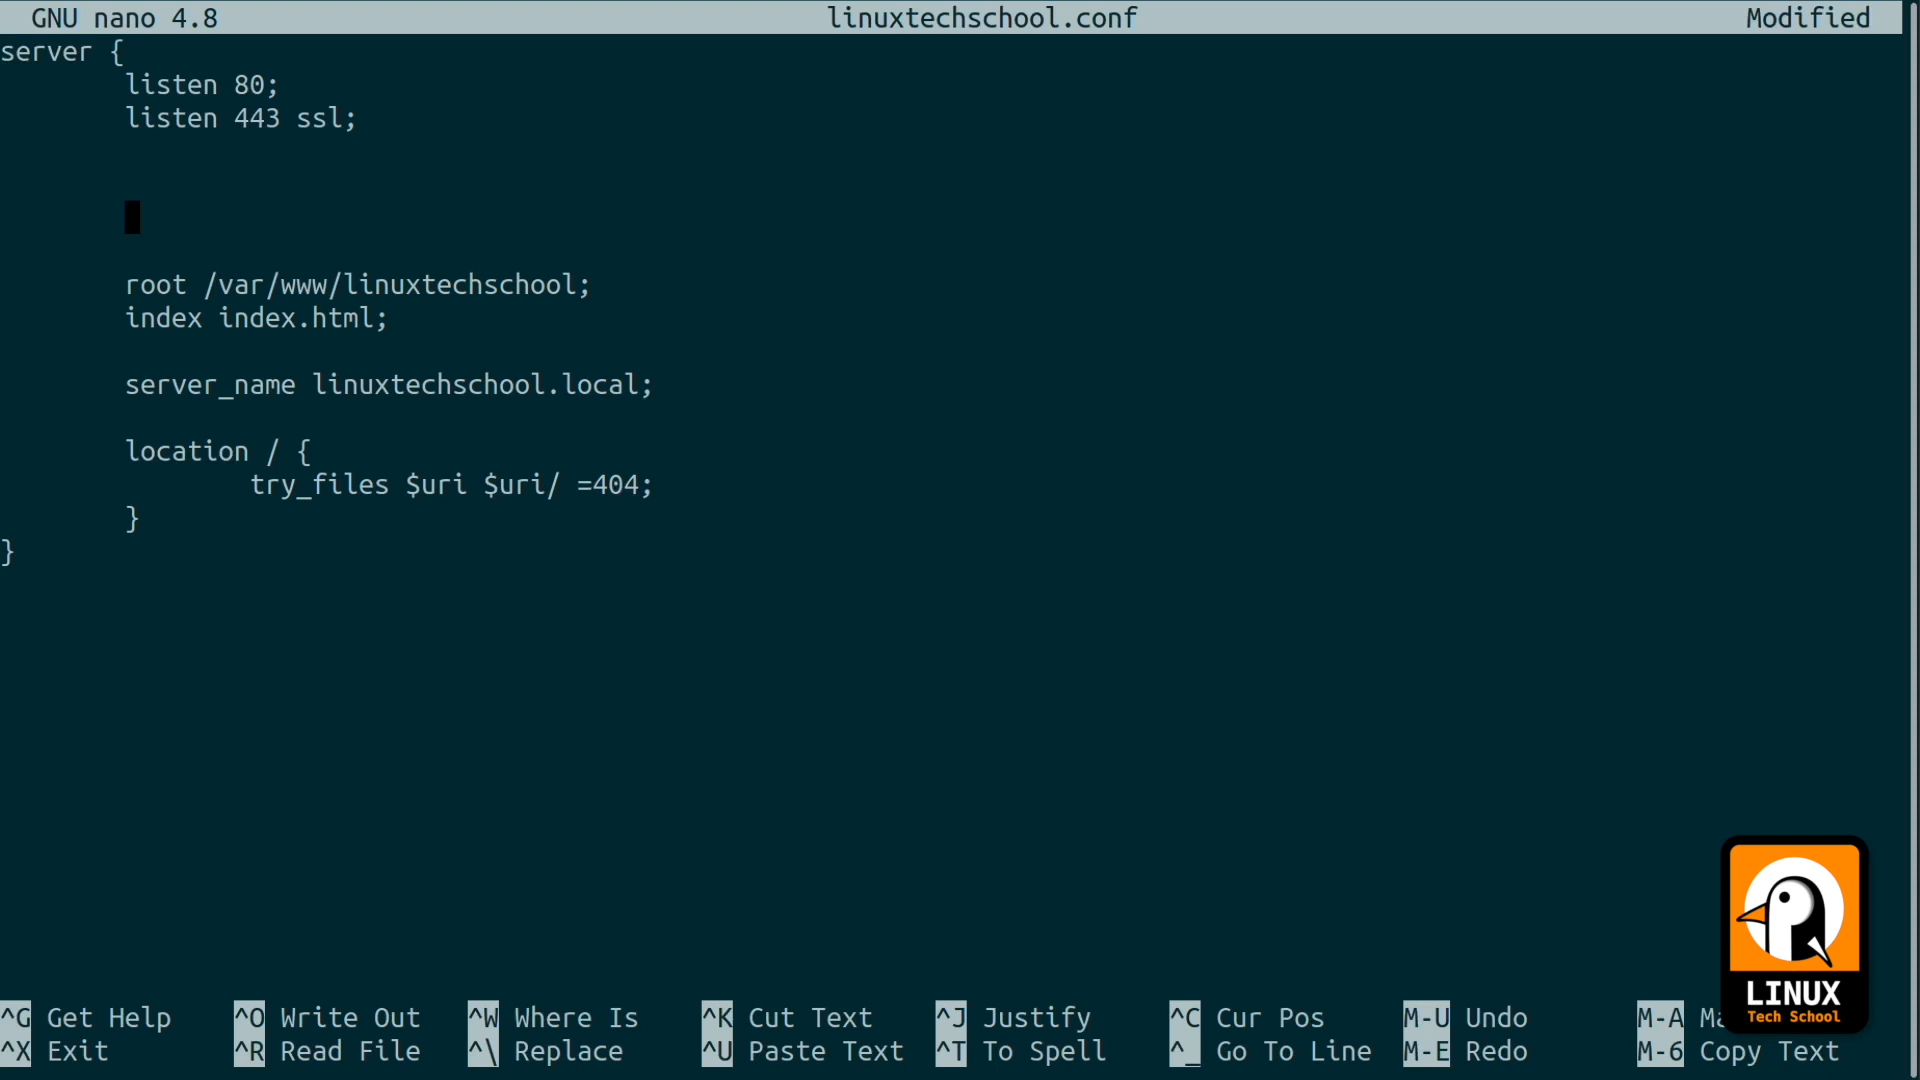 GNU nano 4.8 linuxtechschool.conf Modified
server {
listen 80;
listen 443 ssl;
root /var/www/linuxtechschool;
index index.html;
server_name linuxtechschool.local;
location / {
try_files $uri $uri/ =404;
}
}
^G Get Help ^O Write Out ^W Where Is ^K Cut Text ^J Justify ^C Cur Pos M-U Undo M-A
^X Exit ^R Read File ^\ Replace ^U Paste Text ^T To Spell ^_ Go To Line M-E Redo M-6 Copy Text
LINUX
Tech School